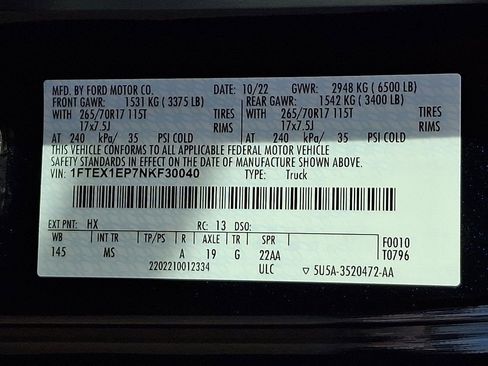 MFD. BY FORD MOTOR CO. DATE: 10/22 GVWR: 2948 KG (6500 LB)
FRONT GAWR: 1531 KG (3375 LB) REAR GAWR: 1542 KG (3400 LB)
WITH 265/70R17 115T TIRES WITH 265/70R17 115T TIRES
17x7.5J RIMS 17x7.5J RIMS
AT 240 kPa/ 35 PSI COLD AT 240 kPa/ 35 PSI COLD
THIS VEHICLE CONFORMS TO ALL APPLICABLE FEDERAL MOTOR VEHICLE
SAFETY STANDARDS IN EFFECT ON THE DATE OF MANUFACTURE SHOWN ABOVE.
VIN: 1FTEX1EP7NKF30040 TYPE: Truck
EXT PNT: HX RC: 13 DSO: F0010
WB INT TR TP/PS R AXLE TR SPR T0796
145 MS A 19 G 22AA
2202210012334 ULC ▽ 5U5A-3520472-AA